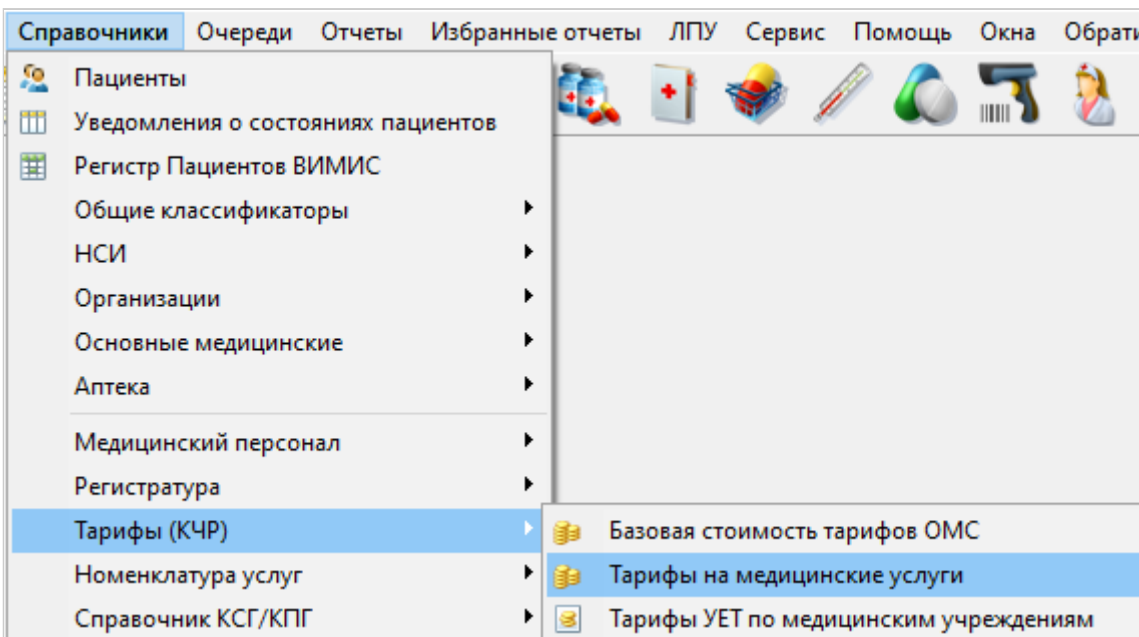 Справочники Очереди Отчеты Избранные отчеты ЛПУ Сервис Помощь Окна Обрати
Пациенты
Уведомления о состояниях пациентов
Регистр Пациентов ВИМИС
Общие классификаторы
НСИ
Организации
Основные медицинские
Аптека
Медицинский персонал
Регистратура
Тарифы (КЧР)
Номенклатура услуг
Справочник КСГ/КПГ
Базовая стоимость тарифов ОМС
Тарифы на медицинские услуги
Тарифы УЕТ по медицинским учреждениям